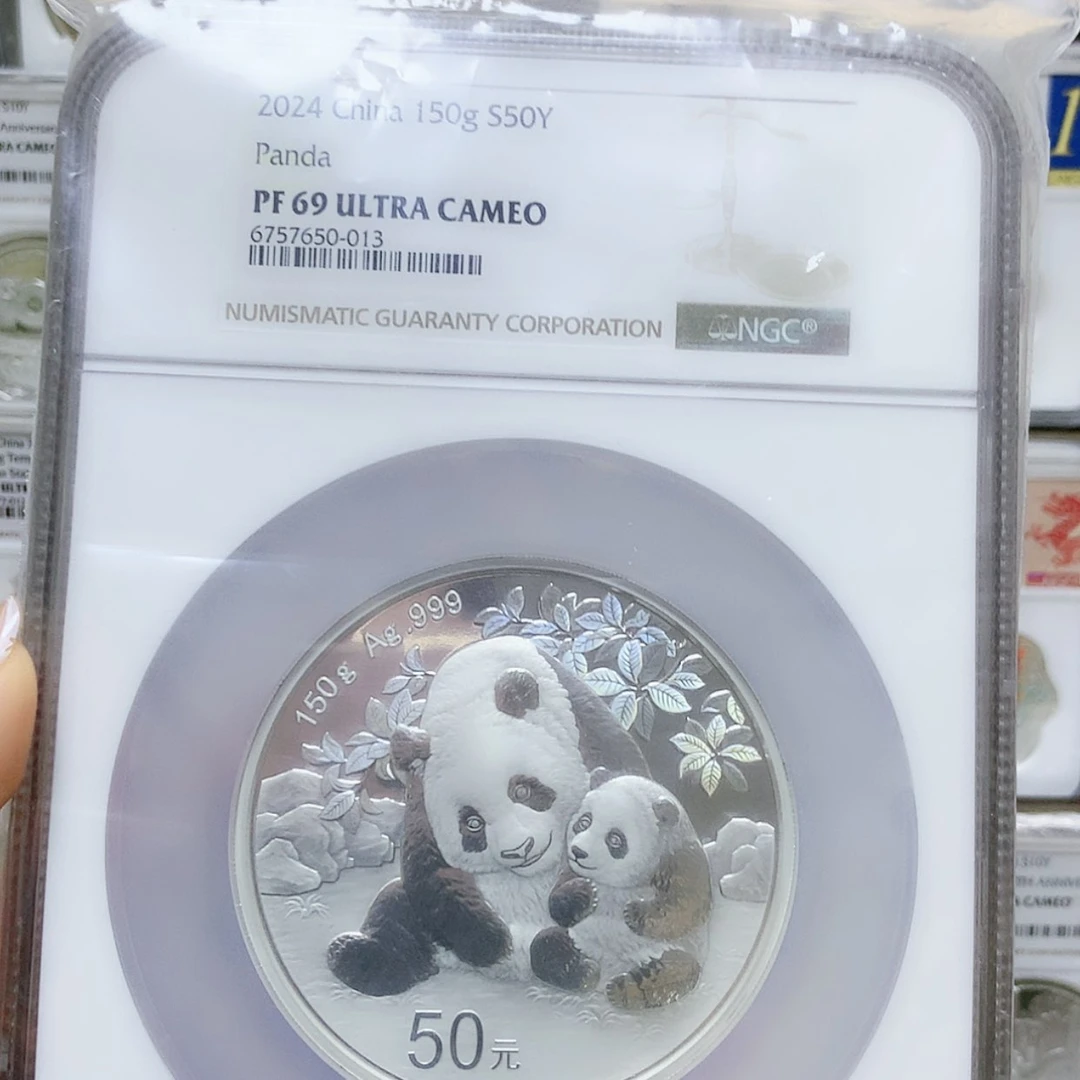 2024 China 150g S50Y
Panda
PF 69 ULTRA CAMEO
6757650-013
NUMISMATIC GUARANTY CORPORATION
NGC®
150g Ag.999
50元